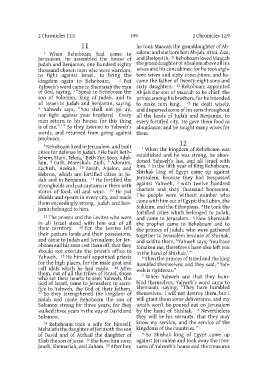 2 Chronicles 11:1
399
2 Chronicles 12:9
11
1 When Rehoboam had come to
Jerusalem, he assembled the house of
Judah and Benjamin, one hundred eighty
thousand chosen men who were warriors,
to fight against Israel, to bring the
kingdom again to Rehoboam. 2 But
Yahweh's word came to Shemaiah the man
of God, saying, 3 "Speak to Rehoboam the
son of Solomon, king of Judah, and to
all Israel in Judah and Benjamin, saying,
4 'Yahweh says, "You shall not go up,
nor fight against your brothers! Every
man return to his house; for this thing
is of me."'" So they listened to Yahweh's
words, and returned from going against
Jeroboam.
5 Rehoboam lived in Jerusalem, and built
cities for defense in Judah. 6 He built Beth-
lehem, Etam, Tekoa, 7 Beth Zur, Soco, Adul-
lam, 8 Gath, Mareshah, Ziph, 9 Adoraim,
Lachish, Azekah, 10 Zorah, Aijalon, and
Hebron, which are fortified cities in Ju-
dah and in Benjamin. 11 He fortified the
strongholds and put captains in them with
stores of food, oil and wine. 12 He put
shields and spears in every city, and made
them exceedingly strong. Judah and Ben-
jamin belonged to him.
13 The priests and the Levites who were
in all Israel stood with him out of all
their territory. 14 For the Levites left
their pasture lands and their possessions,
and came to Judah and Jerusalem; for Jer-
oboam and his sons cast them off, that they
should not execute the priest's office to
Yahweh. 15 He himself appointed priests
for the high places, for the male goat and
calf idols which he had made. 16 After
them, out of all the tribes of Israel, those
who set their hearts to seek Yahweh, the
God of Israel, came to Jerusalem to sacri-
fice to Yahweh, the God of their fathers.
17 So they strengthened the kingdom of
Judah and made Rehoboam the son of
Solomon strong for three years, for they
walked three years in the way of David and
Solomon.
18 Rehoboam took a wife for himself,
Mahalath the daughter of Jerimoth the son
of David and of Abihail the daughter of
Eliab the son of Jesse. 19 She bore him sons:
Jeush, Shemariah, and Zaham. 20 After her,
he took Maacah the granddaughter of Ab-
salom; and she bore him Abijah, Attai, Ziza,
and Shelomith. 21 Rehoboam loved Maacah
the granddaughter of Absalom above all his
wives and his concubines; for he took eigh-
teen wives and sixty concubines, and be-
came the father of twenty-eight sons and
sixty daughters. 22 Rehoboam appointed
Abijah the son of Maacah to be chief, the
prince among his brothers, for he intended
to make him king. 23 He dealt wisely,
and dispersed some of his sons throughout
all the lands of Judah and Benjamin, to
every fortified city. He gave them food in
abundance; and he sought many wives for
them.
12
1 When the kingdom of Rehoboam was
established and he was strong, he aban-
doned Yahweh's law, and all Israel with
him. 2 In the fifth year of King Rehoboam,
Shishak king of Egypt came up against
Jerusalem, because they had trespassed
against Yahweh, 3 with twelve hundred
chariots and sixty thousand horsemen.
The people were without number who
came with him out of Egypt: the Lubim, the
Sukkiim, and the Ethiopians. 4 He took the
fortified cities which belonged to Judah,
and came to Jerusalem. 5 Now Shemaiah
the prophet came to Rehoboam and to
the princes of Judah, who were gathered
together to Jerusalem because of Shishak,
and said to them, "Yahweh says, 'You have
forsaken me, therefore I have also left you
in the hand of Shishak.'"
6 Then the princes of Israel and the king
humbled themselves; and they said, "Yah-
weh is righteous."
7 When Yahweh saw that they hum-
bled themselves, Yahweh's word came to
Shemaiah, saying, "They have humbled
themselves. I will not destroy them, but I
will grant them some deliverance, and my
wrath won't be poured out on Jerusalem
by the hand of Shishak. 8 Nevertheless
they will be his servants, that they may
know my service, and the service of the
kingdoms of the countries."
9 So Shishak king of Egypt came up
against Jerusalem and took away the trea-
sures of Yahweh's house and the treasures